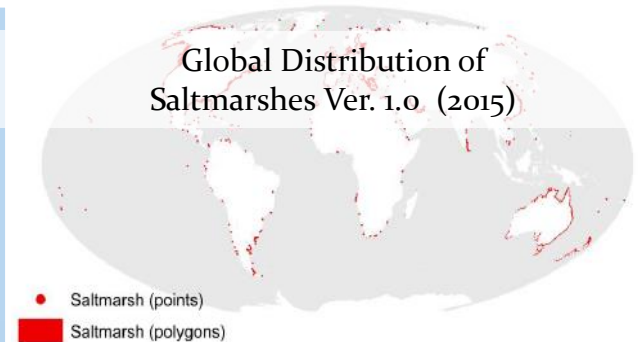 Global Distribution of
Saltmarshes Ver. 1.0 (2015)
Saltmarsh (points)
Saltmarsh (polygons)